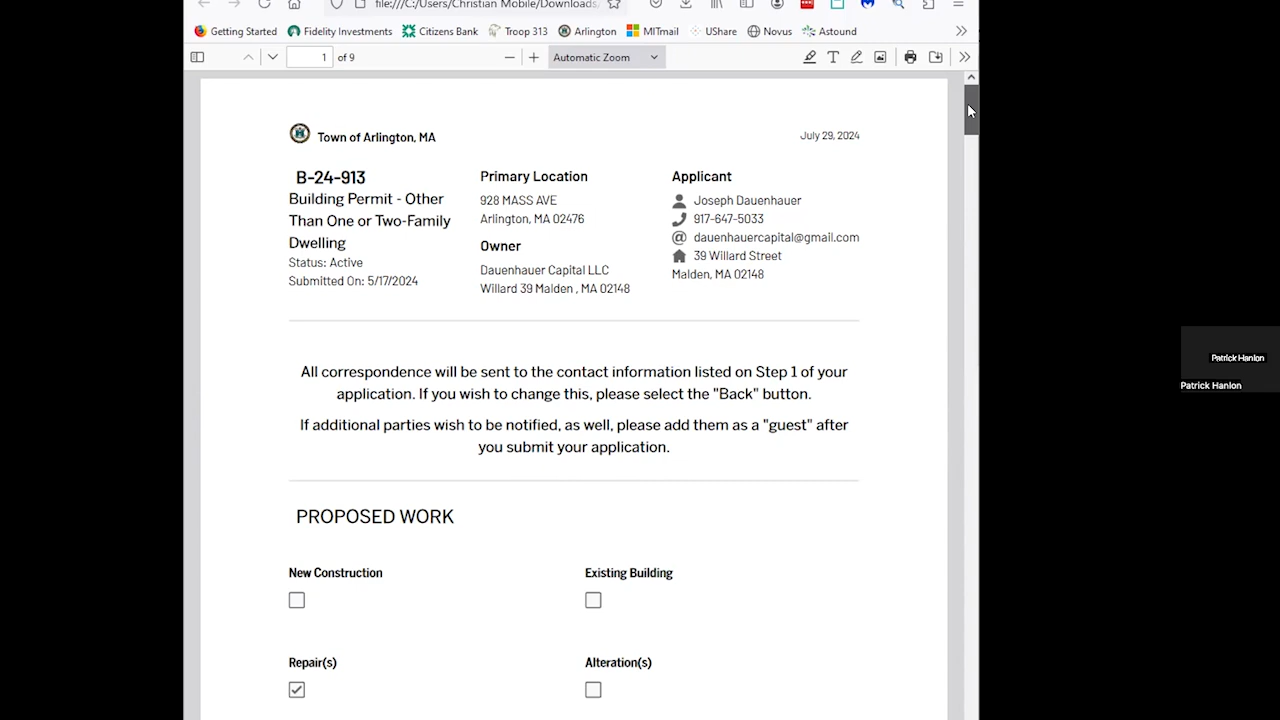 file:///C:/Users/Christian Mobile/Downloads
Getting Started Fidelity Investments Citizens Bank Troop 313 Arlington MITmail UShare Novus Astound
1 of 9 Automatic Zoom
Town of Arlington, MA
July 29, 2024
B-24-913
Building Permit - Other
Than One or Two-Family
Dwelling
Status: Active
Submitted On: 5/17/2024
Primary Location
928 MASS AVE
Arlington, MA 02476
Owner
Dauenhauer Capital LLC
Willard 39 Malden , MA 02148
Applicant
Joseph Dauenhauer
917-647-5033
@ dauenhauercapital@gmail.com
39 Willard Street
Malden, MA 02148
All correspondence will be sent to the contact information listed on Step 1 of your
application. If you wish to change this, please select the "Back" button.
If additional parties wish to be notified, as well, please add them as a "guest" after
you submit your application.
PROPOSED WORK
New Construction
Existing Building
Repair(s)
Alteration(s)
Patrick Hanlon
Patrick Hanlon